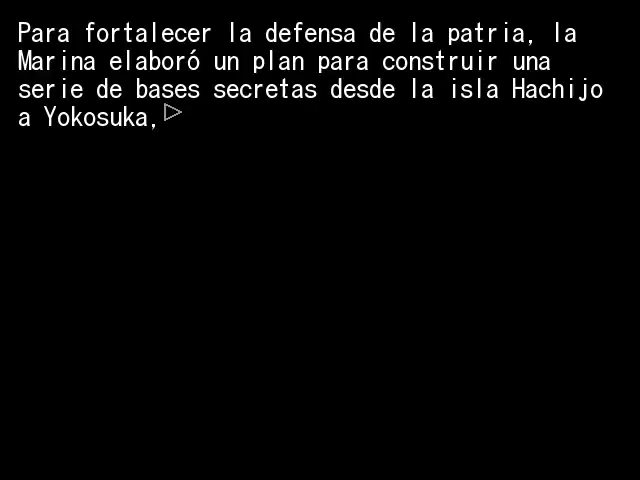 Para fortalecer la defensa de la patria, la
Marina elaboró un plan para construir una
serie de bases secretas desde la isla Hachijo
a Yokosuka,